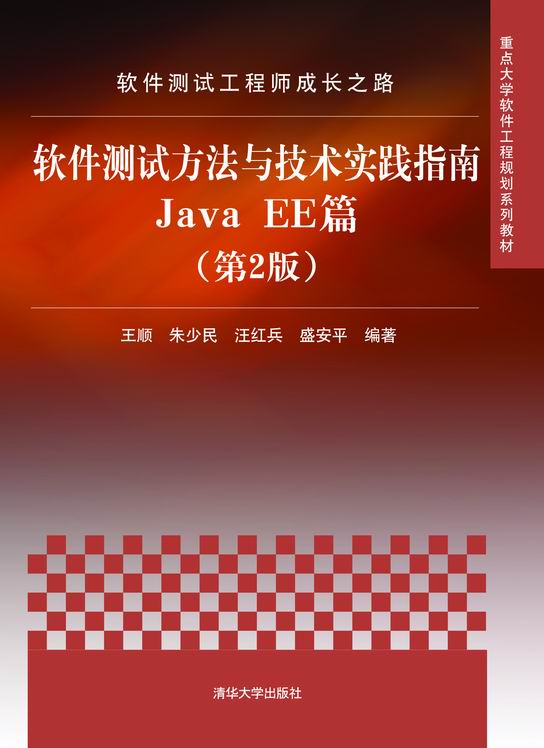 软件测试工程师成长之路
软件测试方法与技术实践指南
Java EE篇
（第2版）
王顺 朱少民 汪红兵 盛安平 编著
重点大学软件工程规划系列教材
清华大学出版社